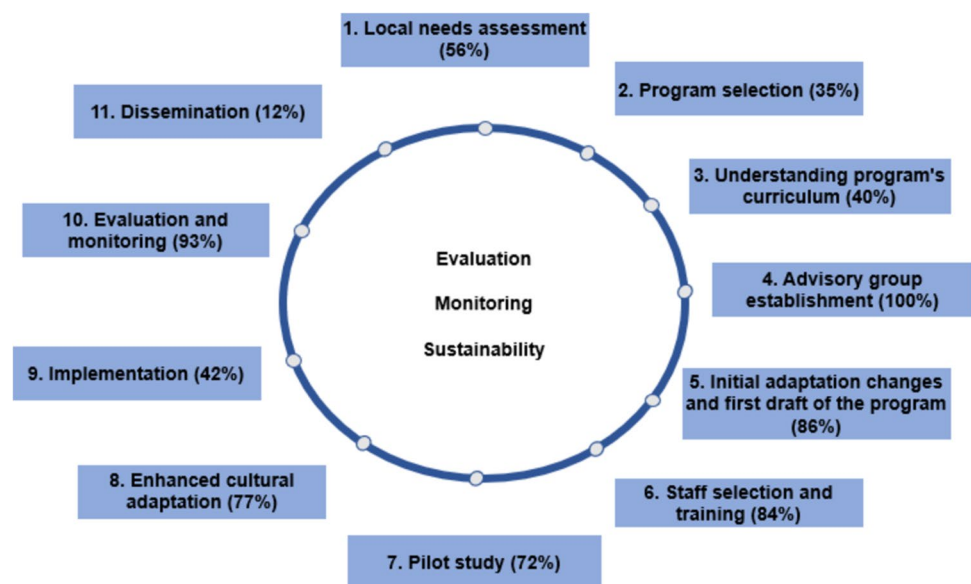 1. Local needs assessment
(56%)
2. Program selection (35%)
3. Understanding program's
curriculum (40%)
4. Advisory group
establishment (100%)
5. Initial adaptation changes
and first draft of the program
(86%)
6. Staff selection and
training (84%)
7. Pilot study (72%)
8. Enhanced cultural
adaptation (77%)
9. Implementation (42%)
10. Evaluation and
monitoring (93%)
11. Dissemination (12%)
Evaluation
Monitoring
Sustainability